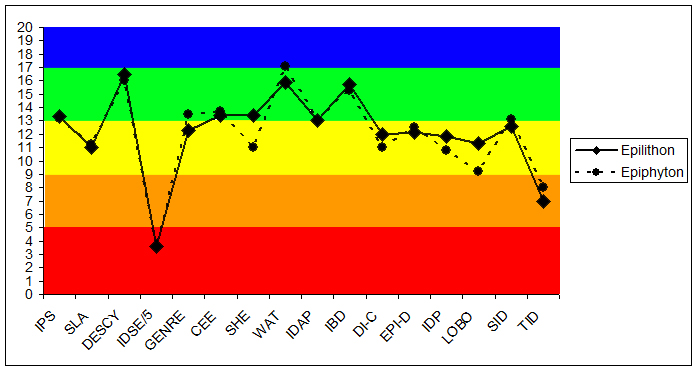 20
19
18
17
16
15
14
13
12
11
10
9
8
7
6
5
4
3
2
1
0
IPS
SLA
DESCY
IDSE/5
GENRE
CEE
SHE
WAT
IDAP
IBD
DI-C
EPI-D
IDP
LOBO
SID
TID
Epilithon
Epiphyton